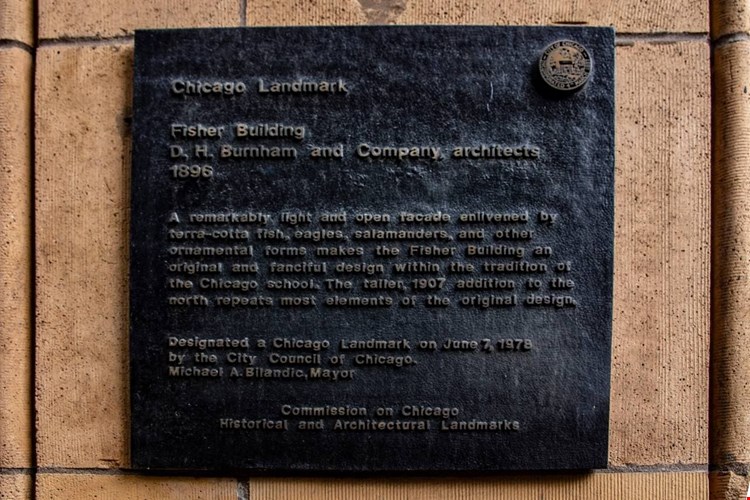 Chicago Landmark
Fisher Building
D. H. Burnham and Company, architects
1896
A remarkably light and open facade enlivened by
terra-cotta fish, eagles, salamanders, and other
ornamental forms makes the Fisher Building an
original and fanciful design within the tradition of
the Chicago school. The taller, 1907 addition to the
north repeats most elements of the original design.
Designated a Chicago Landmark on June 7, 1978
by the City Council of Chicago.
Michael A. Bilandic, Mayor
Commission on Chicago
Historical and Architectural Landmarks